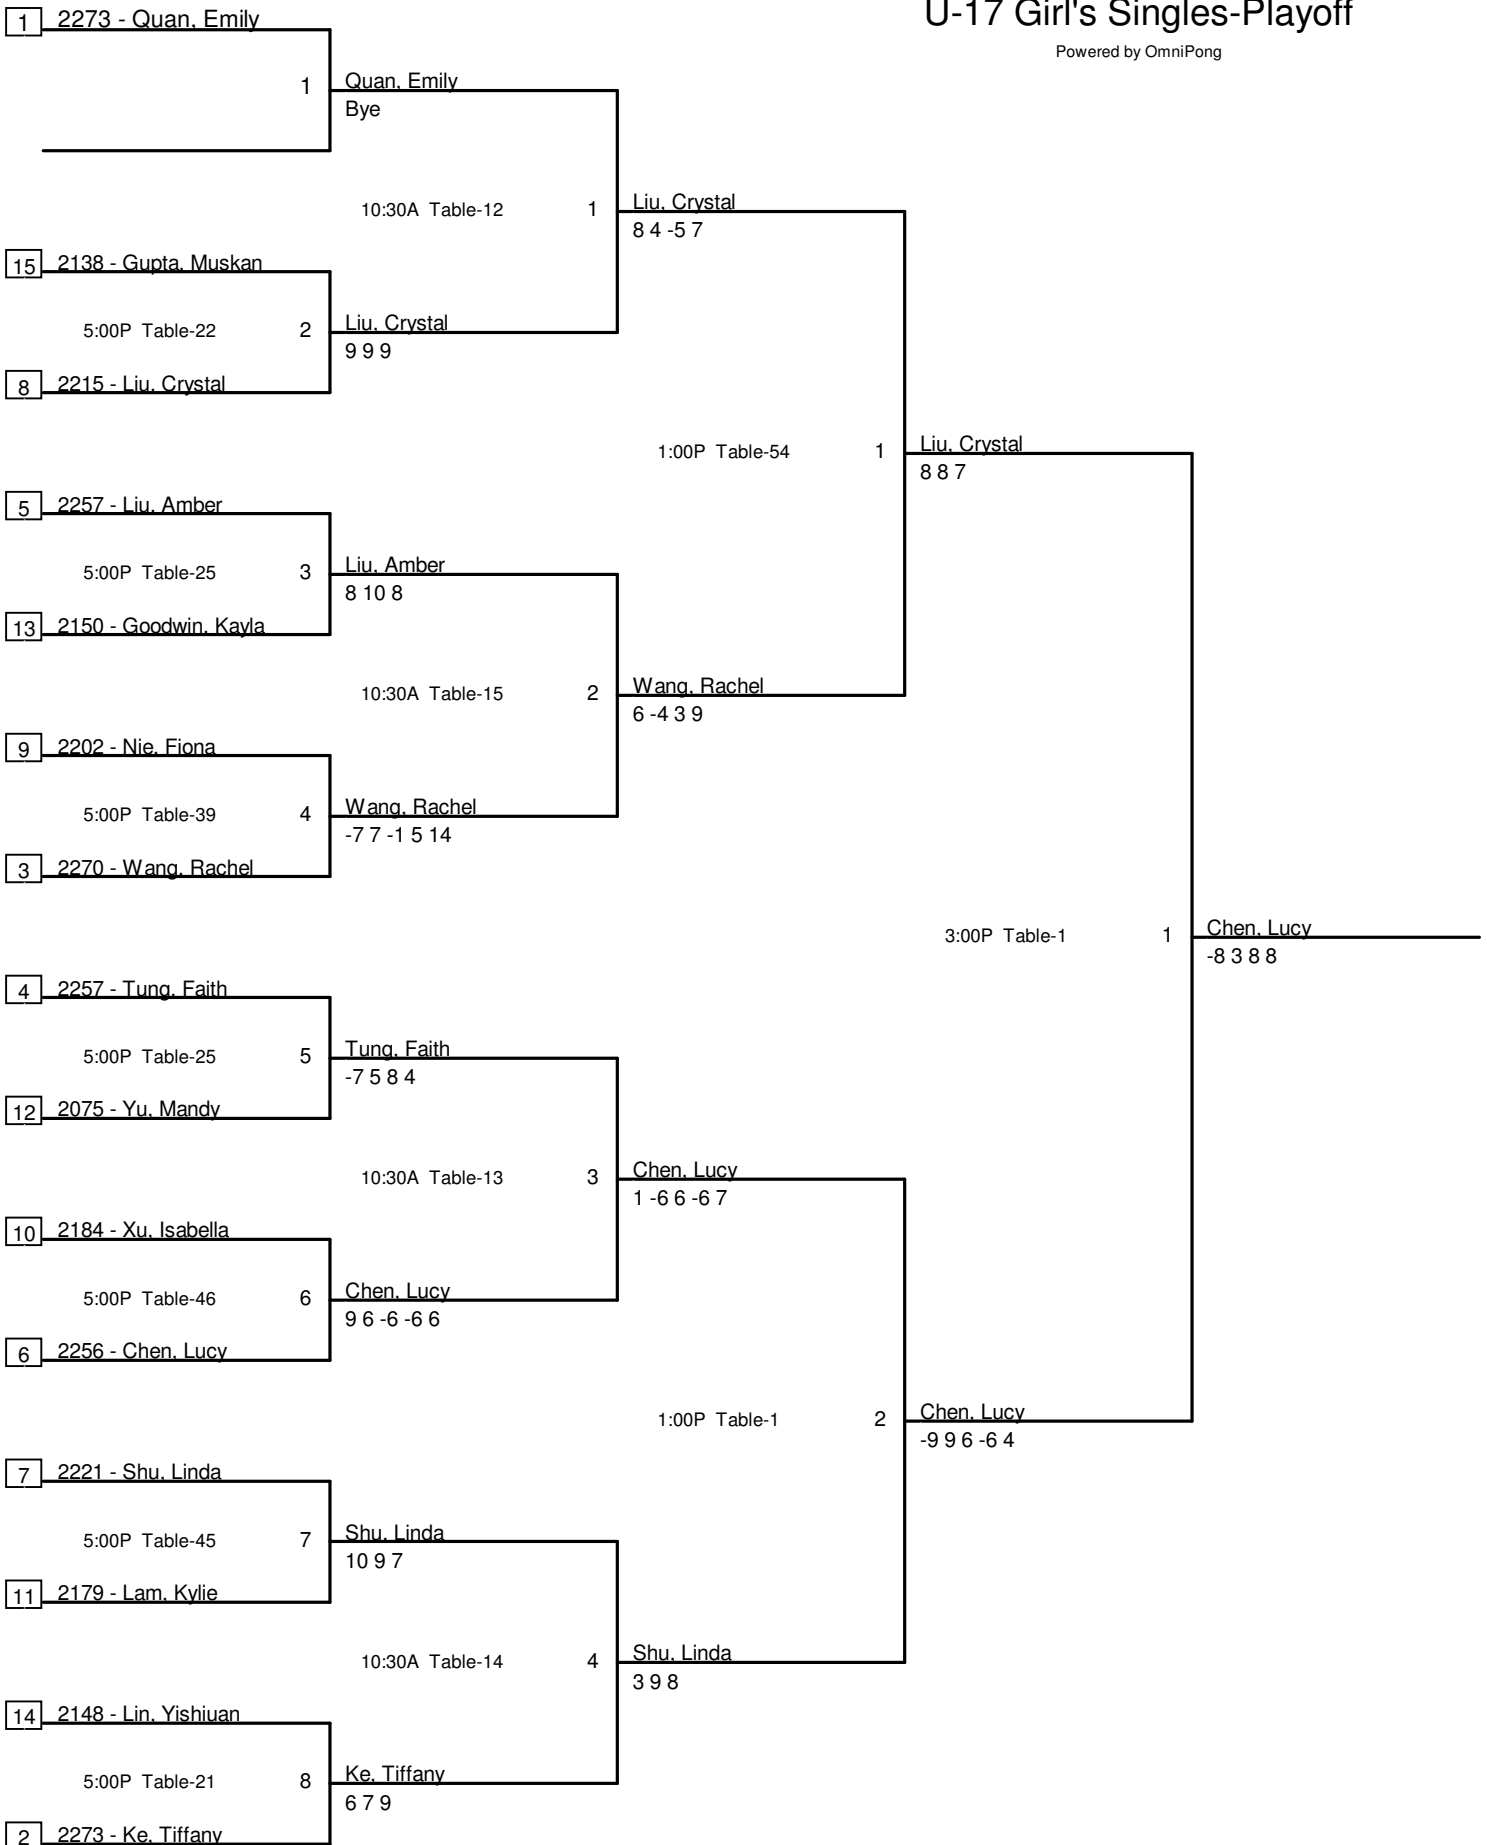 U-17 Girl's Singles-Playoff
Powered by OmniPong
1 2273 - Quan, Emily
1 Quan, Emily
Bye
10:30A Table-12 1 Liu, Crystal
8 4 -5 7
15 2138 - Gupta, Muskan
5:00P Table-22 2 Liu, Crystal
9 9 9
8 2215 - Liu, Crystal
1:00P Table-54 1 Liu, Crystal
8 8 7
5 2257 - Liu, Amber
5:00P Table-25 3 Liu, Amber
8 10 8
13 2150 - Goodwin, Kayla
10:30A Table-15 2 Wang, Rachel
6 -4 3 9
9 2202 - Nie, Fiona
5:00P Table-39 4 Wang, Rachel
-7 7 -1 5 14
3 2270 - Wang, Rachel
3:00P Table-1 1 Chen, Lucy
-8 3 8 8
4 2257 - Tung, Faith
5:00P Table-25 5 Tung, Faith
-7 5 8 4
12 2075 - Yu, Mandy
10:30A Table-13 3 Chen, Lucy
1 -6 6 -6 7
10 2184 - Xu, Isabella
5:00P Table-46 6 Chen, Lucy
9 6 -6 -6 6
6 2256 - Chen, Lucy
1:00P Table-1 2 Chen, Lucy
-9 9 6 -6 4
7 2221 - Shu, Linda
5:00P Table-45 7 Shu, Linda
10 9 7
11 2179 - Lam, Kylie
10:30A Table-14 4 Shu, Linda
3 9 8
14 2148 - Lin, Yishiuan
5:00P Table-21 8 Ke, Tiffany
6 7 9
2 2273 - Ke, Tiffany